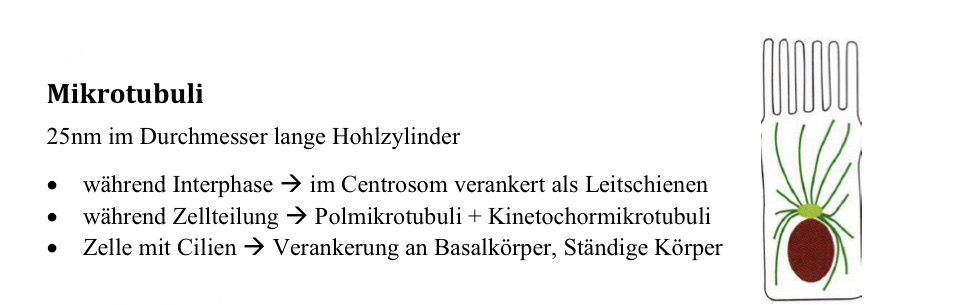 Mikrotubuli
25nm im Durchmesser lange Hohlzylinder
• während Interphase → im Centrosom verankert als Leitschienen
• während Zellteilung → Polmikrotubuli + Kinetochormikrotubuli
• Zelle mit Cilien → Verankerung an Basalkörper, Ständige Körper